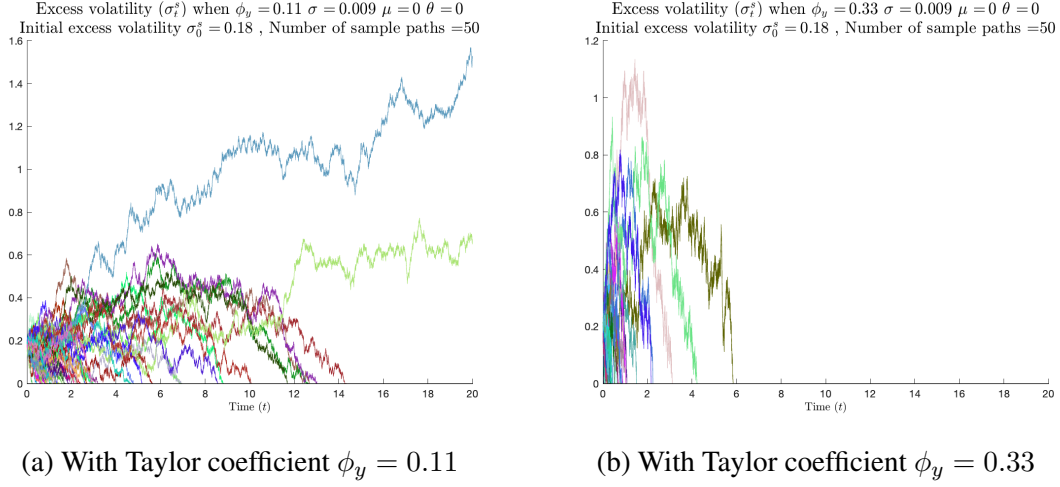 Excess volatility (σₜˢ) when ϕ_y = 0.11 σ = 0.009 μ = 0 θ = 0
Initial excess volatility σ₀ˢ = 0.18 , Number of sample paths =50
1.6
1.4
1.2
1
0.8
0.6
0.4
0.2
0
0 2 4 6 8 10 12 14 16 18 20
Time (t)
(a) With Taylor coefficient ϕ_y = 0.11
Excess volatility (σₜˢ) when ϕ_y = 0.33 σ = 0.009 μ = 0 θ = 0
Initial excess volatility σ₀ˢ = 0.18 , Number of sample paths =50
1.2
1
0.8
0.6
0.4
0.2
0
0 2 4 6 8 10 12 14 16 18 20
Time (t)
(b) With Taylor coefficient ϕ_y = 0.33